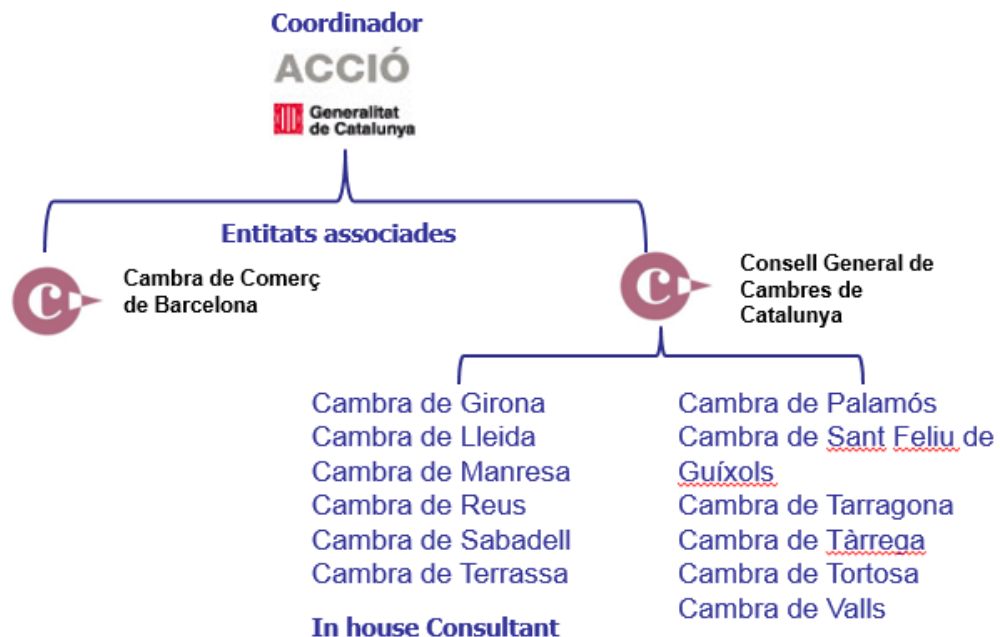 Coordinador
ACCIÓ
Generalitat
de Catalunya
Entitats associades
Cambra de Comerç
de Barcelona
Consell General de
Cambres de
Catalunya
Cambra de Girona
Cambra de Lleida
Cambra de Manresa
Cambra de Reus
Cambra de Sabadell
Cambra de Terrassa
In house Consultant
Cambra de Palamós
Cambra de Sant Feliu de
Guíxols
Cambra de Tarragona
Cambra de Tàrrega
Cambra de Tortosa
Cambra de Valls